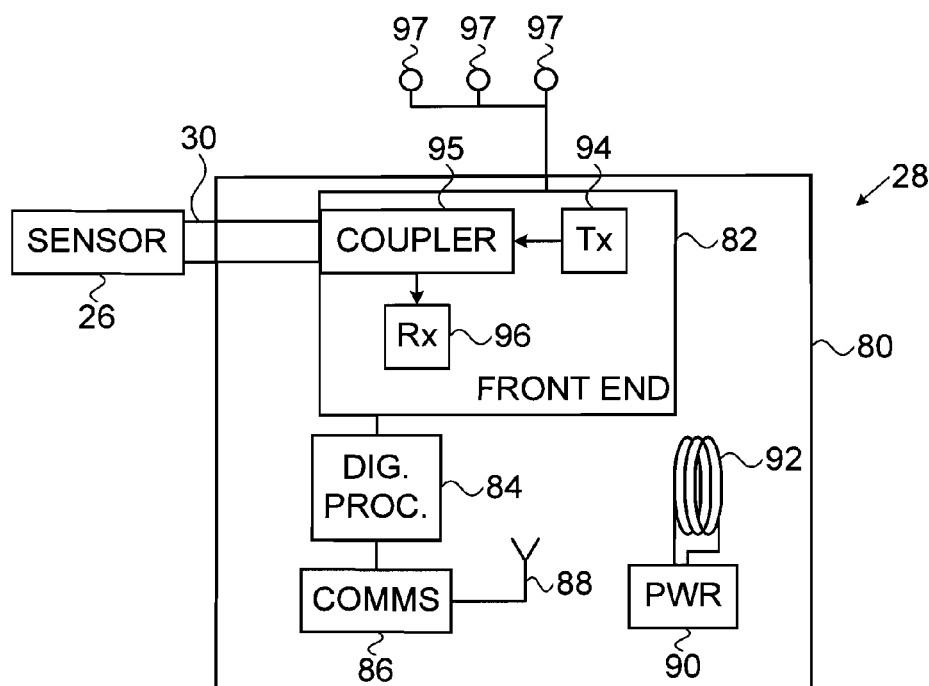 97 97 97
30
95
94
28
SENSOR
COUPLER
Tx
82
26
Rx
96
80
FRONT END
DIG.
PROC.
84
92
COMMS
88
PWR
86
90